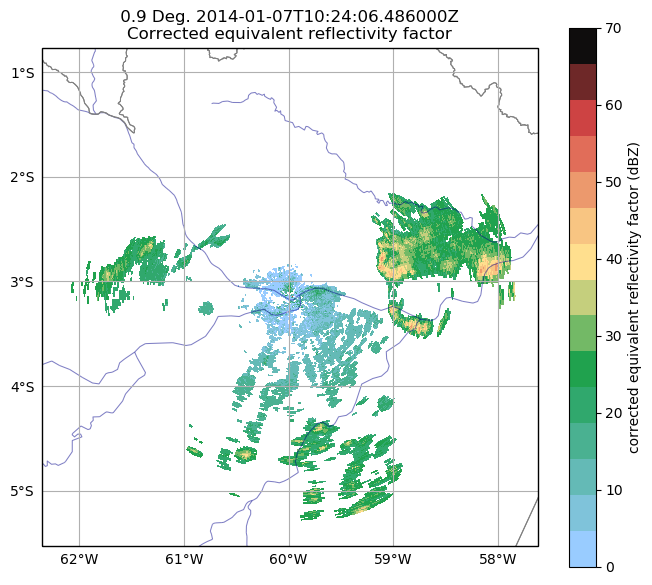 0.9 Deg. 2014-01-07T10:24:06.486000Z
Corrected equivalent reflectivity factor
1°S
2°S
3°S
4°S
5°S
62°W
61°W
60°W
59°W
58°W
70
60
50
40
30
20
10
0
corrected equivalent reflectivity factor (dBZ)